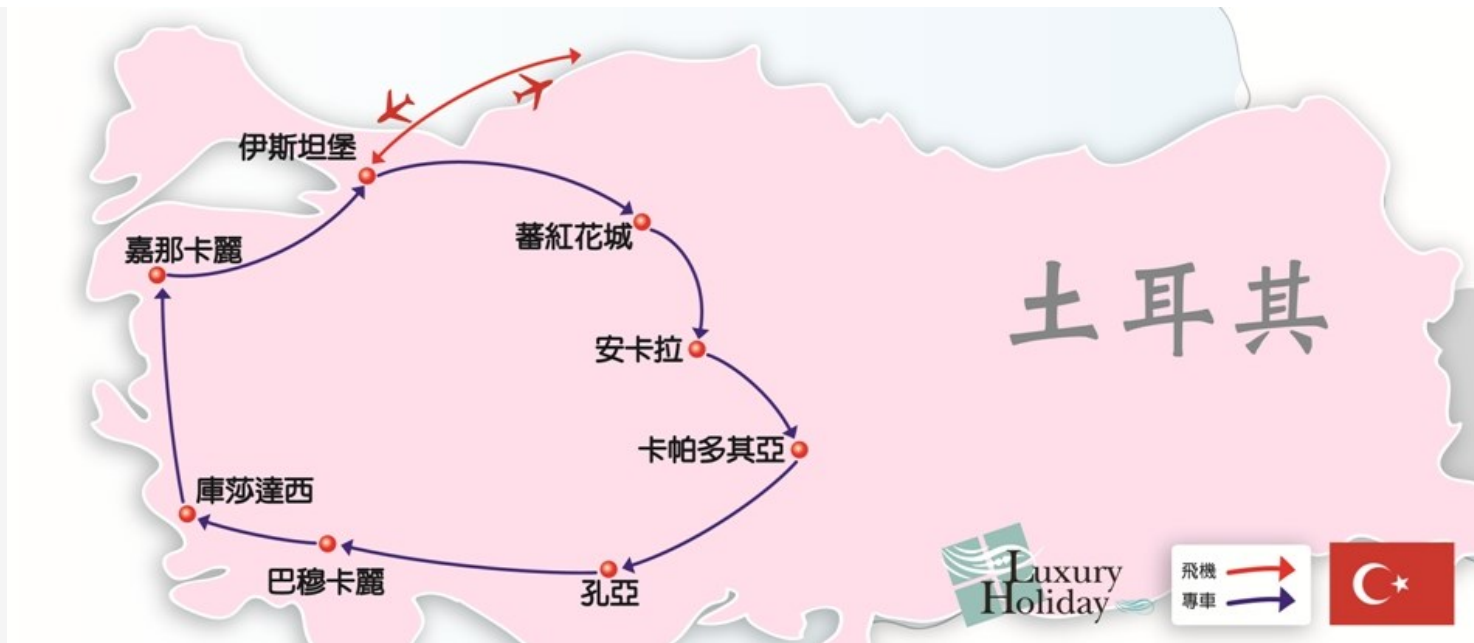 伊斯坦堡
蕃紅花城
嘉那卡麗
土耳其
安卡拉
卡帕多其亞
庫莎達西
巴穆卡麗
孔亞
Luxury
Holiday
飛機
專車